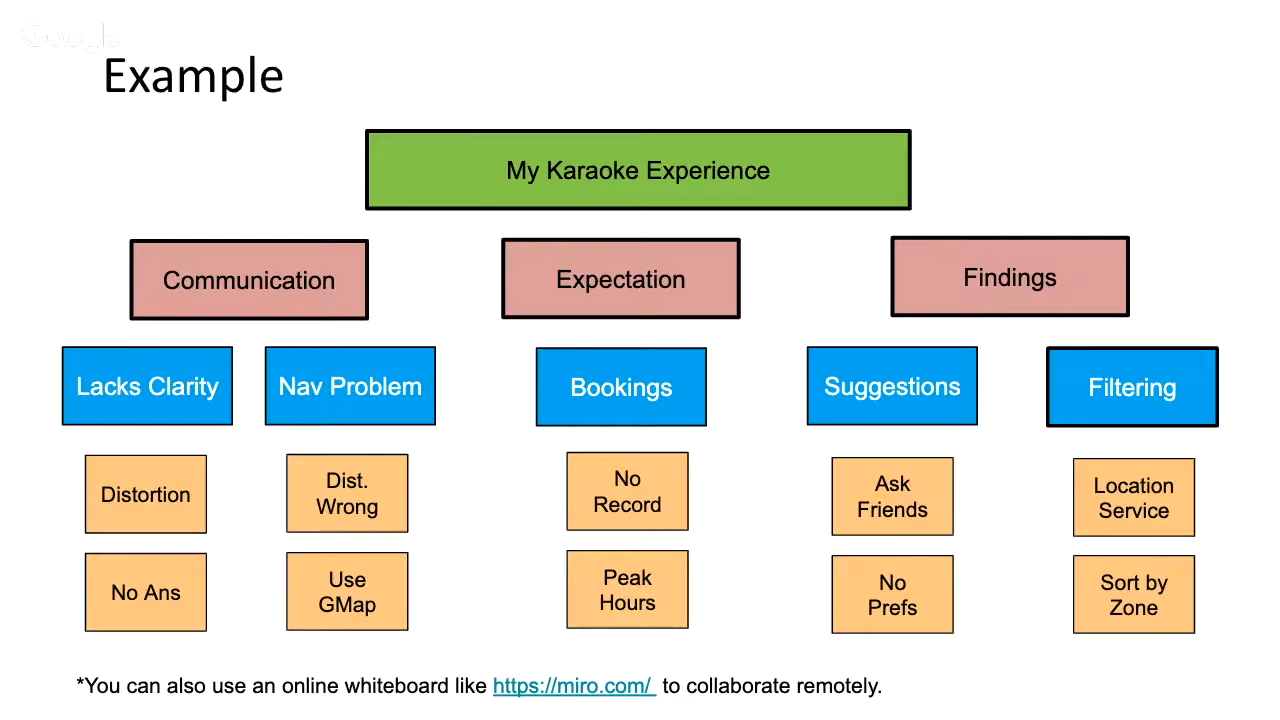 Google
Example
My Karaoke Experience
Communication
Expectation
Findings
Lacks Clarity
Nav Problem
Bookings
Suggestions
Filtering
Distortion
Dist.
Wrong
No
Record
Ask
Friends
Location
Service
No Ans
Use
GMap
Peak
Hours
No
Prefs
Sort by
Zone
*You can also use an online whiteboard like https://miro.com/ to collaborate remotely.